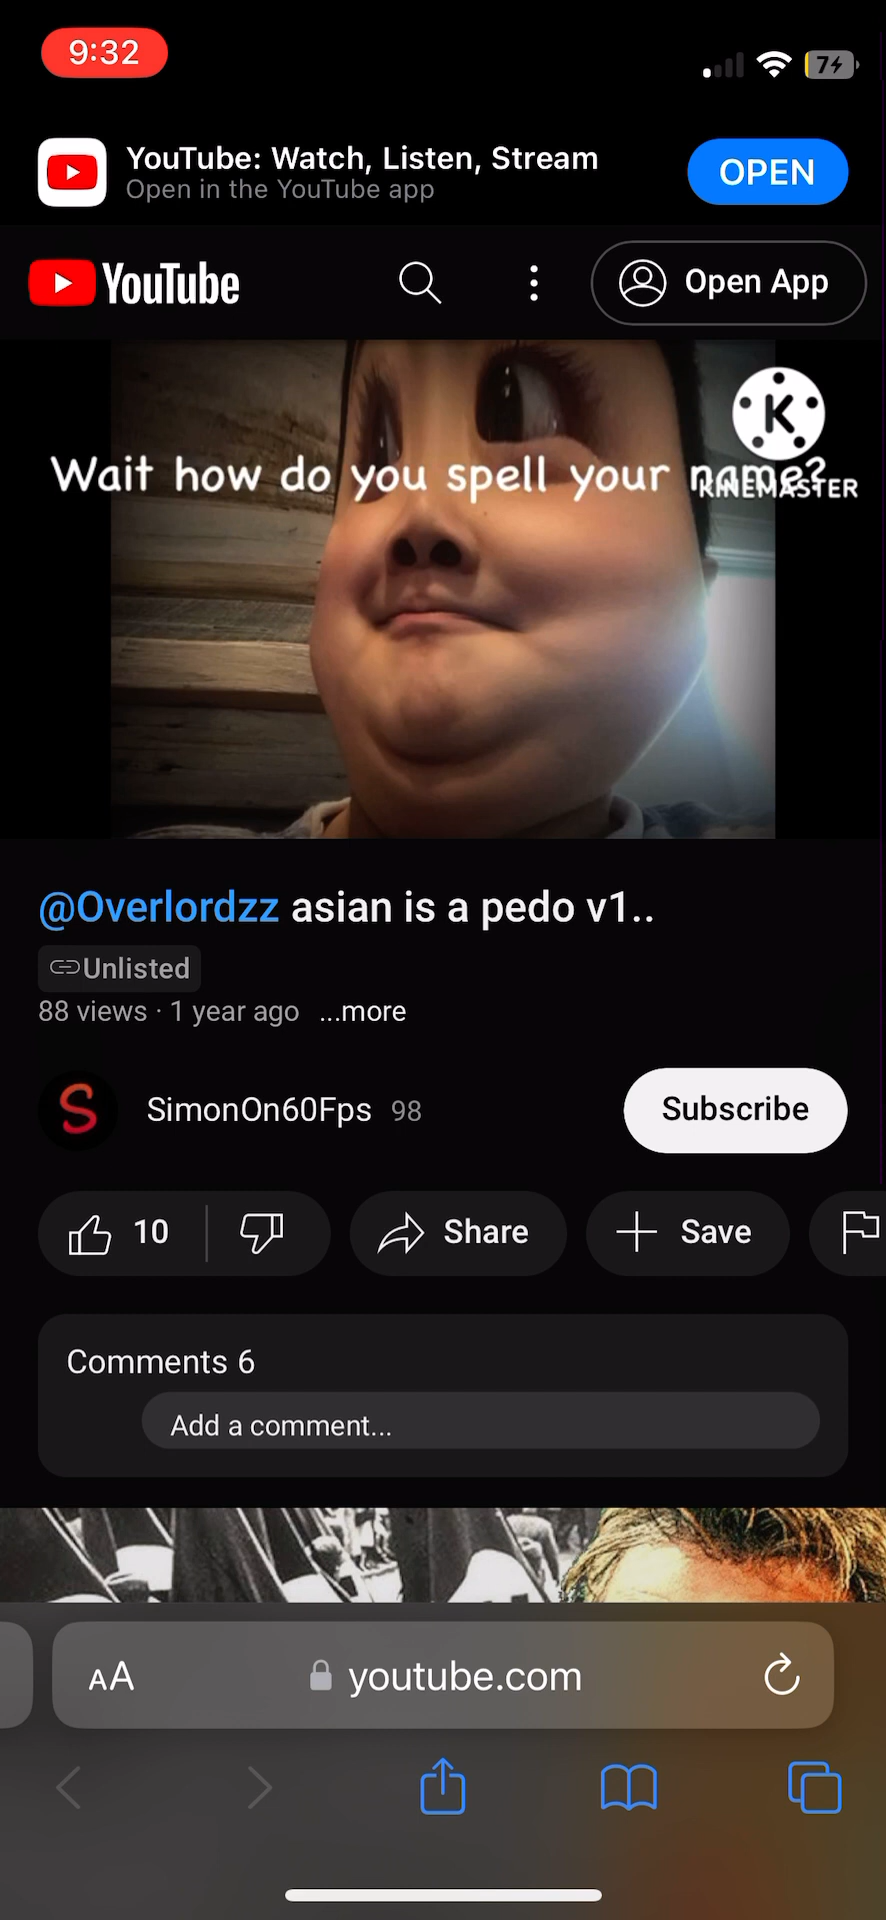 9:32
7
YouTube: Watch, Listen, Stream
Open in the YouTube app
OPEN
YouTube
Open App
K
Wait how do you spell your name?
KINEMASTER
@Overlordzz asian is a pedo v1..
Unlisted
88 views · 1 year ago ...more
S
SimonOn60Fps 98
Subscribe
10
Share
Save
Comments 6
Add a comment...
AA
youtube.com